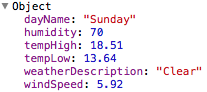 Object
dayName: "Sunday"
humidity: 70
tempHigh: 18.51
tempLow: 13.64
weatherDescription: "Clear"
windSpeed: 5.92